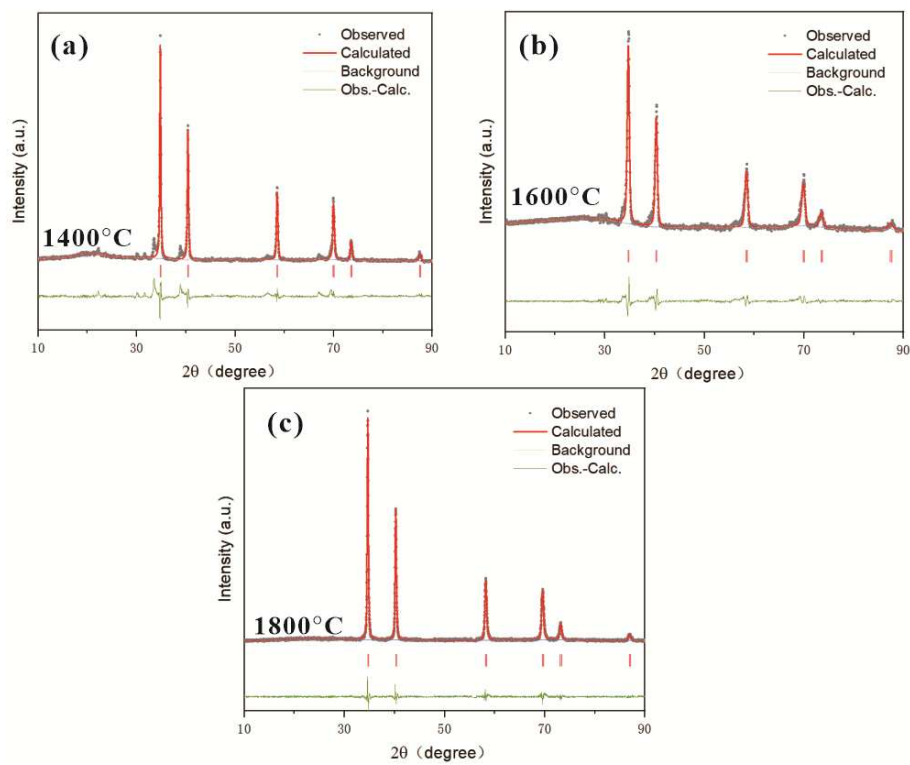 (a)
Observed
Calculated
Background
Obs.-Calc.
1400°C
Intensity (a.u.)
10 30 50 70 90
2θ（degree）
(b)
Observed
Calculated
Background
Obs.-Calc.
1600°C
Intensity (a.u.)
10 30 50 70 90
2θ（degree）
(c)
Observed
Calculated
Background
Obs.-Calc.
1800°C
Intensity (a.u.)
10 30 50 70 90
2θ（degree）